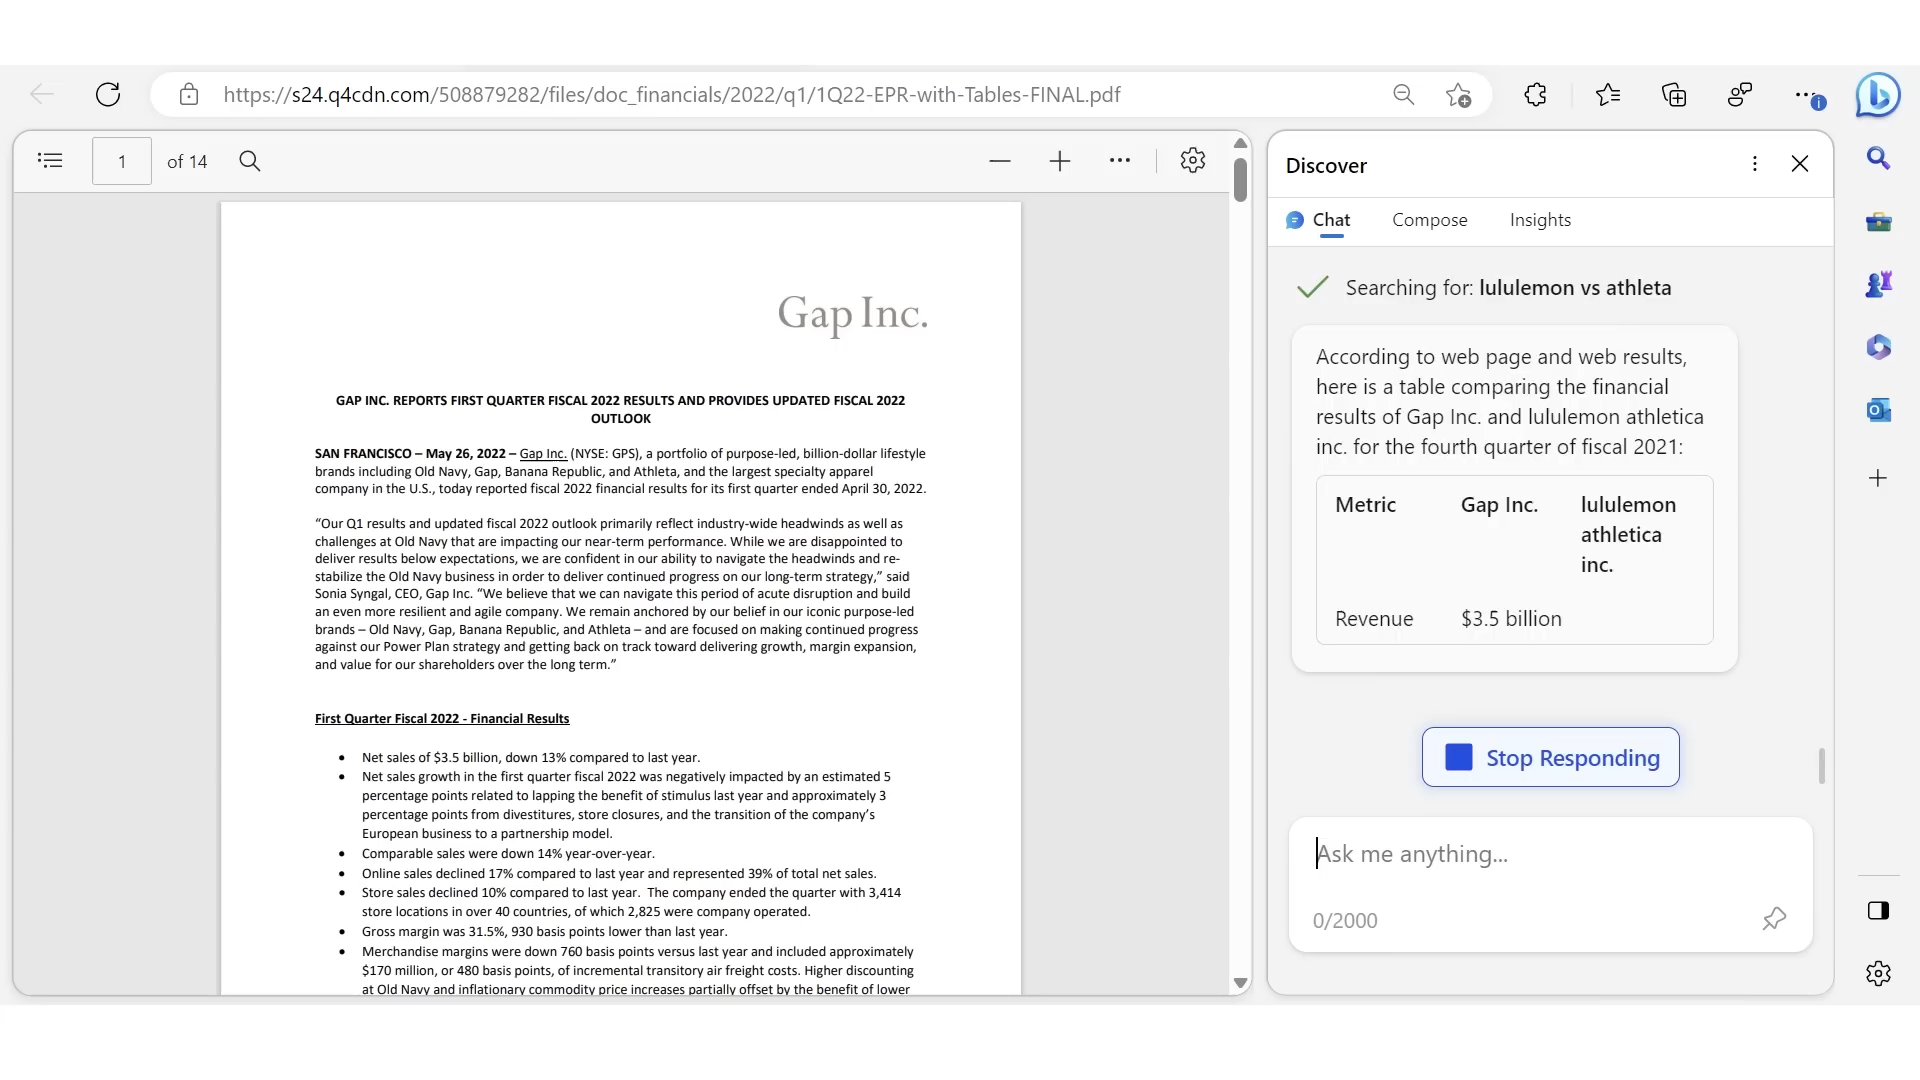 https://s24.q4cdn.com/508879282/files/doc_financials/2022/q1/1Q22-EPR-with-Tables-FINAL.pdf
1 of 14
Gap Inc.
GAP INC. REPORTS FIRST QUARTER FISCAL 2022 RESULTS AND PROVIDES UPDATED FISCAL 2022
OUTLOOK
SAN FRANCISCO – May 26, 2022 – Gap Inc. (NYSE: GPS), a portfolio of purpose-led, billion-dollar lifestyle
brands including Old Navy, Gap, Banana Republic, and Athleta, and the largest specialty apparel
company in the U.S., today reported fiscal 2022 financial results for its first quarter ended April 30, 2022.
“Our Q1 results and updated fiscal 2022 outlook primarily reflect industry-wide headwinds as well as
challenges at Old Navy that are impacting our near-term performance. While we are disappointed to
deliver results below expectations, we are confident in our ability to navigate the headwinds and re-
stabilize the Old Navy business in order to deliver continued progress on our long-term strategy,” said
Sonia Syngal, CEO, Gap Inc. “We believe that we can navigate this period of acute disruption and build
an even more resilient and agile company. We remain anchored by our belief in our iconic purpose-led
brands – Old Navy, Gap, Banana Republic, and Athleta – and are focused on making continued progress
against our Power Plan strategy and getting back on track toward delivering growth, margin expansion,
and value for our shareholders over the long term.”
First Quarter Fiscal 2022 - Financial Results
• Net sales of $3.5 billion, down 13% compared to last year.
• Net sales growth in the first quarter fiscal 2022 was negatively impacted by an estimated 5
percentage points related to lapping the benefit of stimulus last year and approximately 3
percentage points from divestitures, store closures, and the transition of the company’s
European business to a partnership model.
• Comparable sales were down 14% year-over-year.
• Online sales declined 17% compared to last year and represented 39% of total net sales.
• Store sales declined 10% compared to last year. The company ended the quarter with 3,414
store locations in over 40 countries, of which 2,825 were company operated.
• Gross margin was 31.5%, 930 basis points lower than last year.
• Merchandise margins were down 760 basis points versus last year and included approximately
$170 million, or 480 basis points, of incremental transitory air freight costs. Higher discounting
at Old Navy and inflationary commodity price increases partially offset by the benefit of lower
Discover
Chat Compose Insights
Searching for: lululemon vs athleta
According to web page and web results,
here is a table comparing the financial
results of Gap Inc. and lululemon athletica
inc. for the fourth quarter of fiscal 2021:
Metric Gap Inc. lululemon
athletica
inc.
Revenue $3.5 billion
Stop Responding
Ask me anything...
0/2000